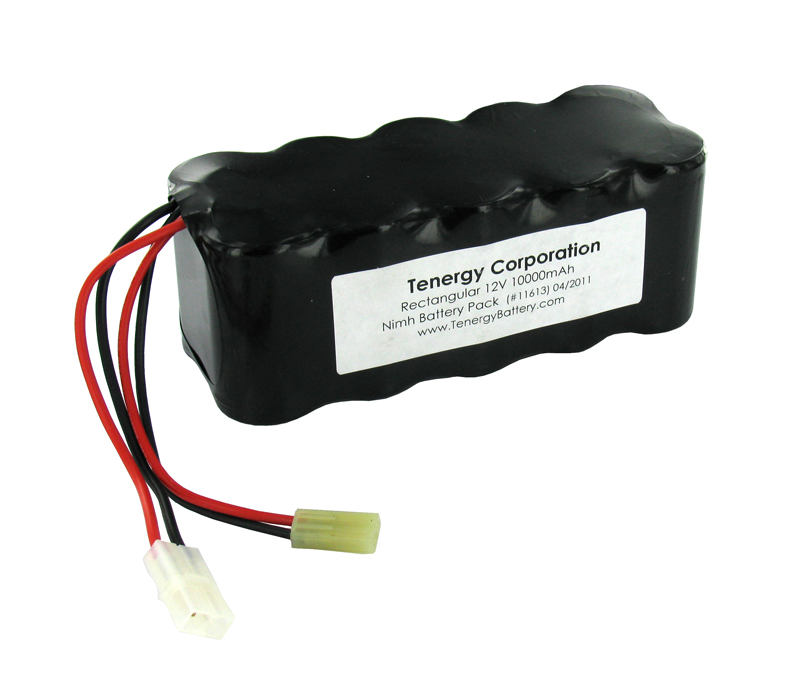 Tenergy Corporation
Rectangular 12V 10000mAh
Nimh Battery Pack (#11613) 04/2011
www.TenergyBattery.com